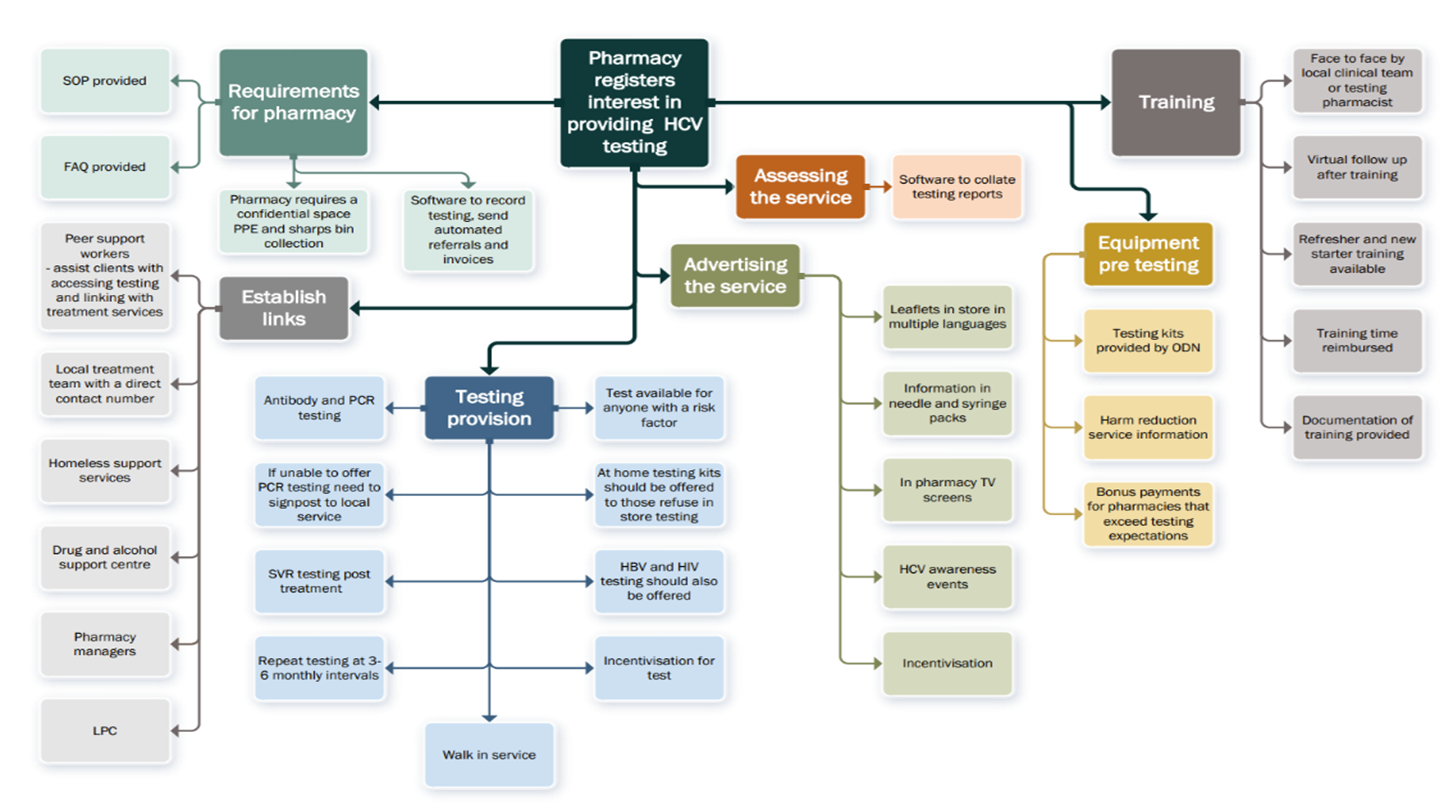 Pharmacy
registers
interest in
providing HCV
testing
Requirements
for pharmacy
SOP provided
FAQ provided
Pharmacy requires a
confidential space
PPE and sharps bin
collection
Software to record
testing, send
automated
referrals and
invoices
Establish
links
Peer support
workers
- assist clients with
accessing testing
and linking with
treatment services
Local treatment
team with a direct
contact number
Homeless support
services
Drug and alcohol
support centre
Pharmacy
managers
LPC
Testing
provision
Antibody and PCR
testing
Test available for
anyone with a risk
factor
If unable to offer
PCR testing need to
signpost to local
service
At home testing kits
should be offered
to those refuse in
store testing
SVR testing post
treatment
HBV and HIV
testing should also
be offered
Repeat testing at 3-
6 monthly intervals
Incentivisation for
test
Walk in service
Assessing
the service
Software to collate
testing reports
Advertising
the service
Leaflets in store in
multiple languages
Information in
needle and syringe
packs
In pharmacy TV
screens
HCV awareness
events
Incentivisation
Equipment
pre testing
Testing kits
provided by ODN
Harm reduction
service information
Bonus payments
for pharmacies that
exceed testing
expectations
Training
Face to face by
local clinical team
or testing
pharmacist
Virtual follow up
after training
Refresher and new
starter training
available
Training time
reimbursed
Documentation of
training provided